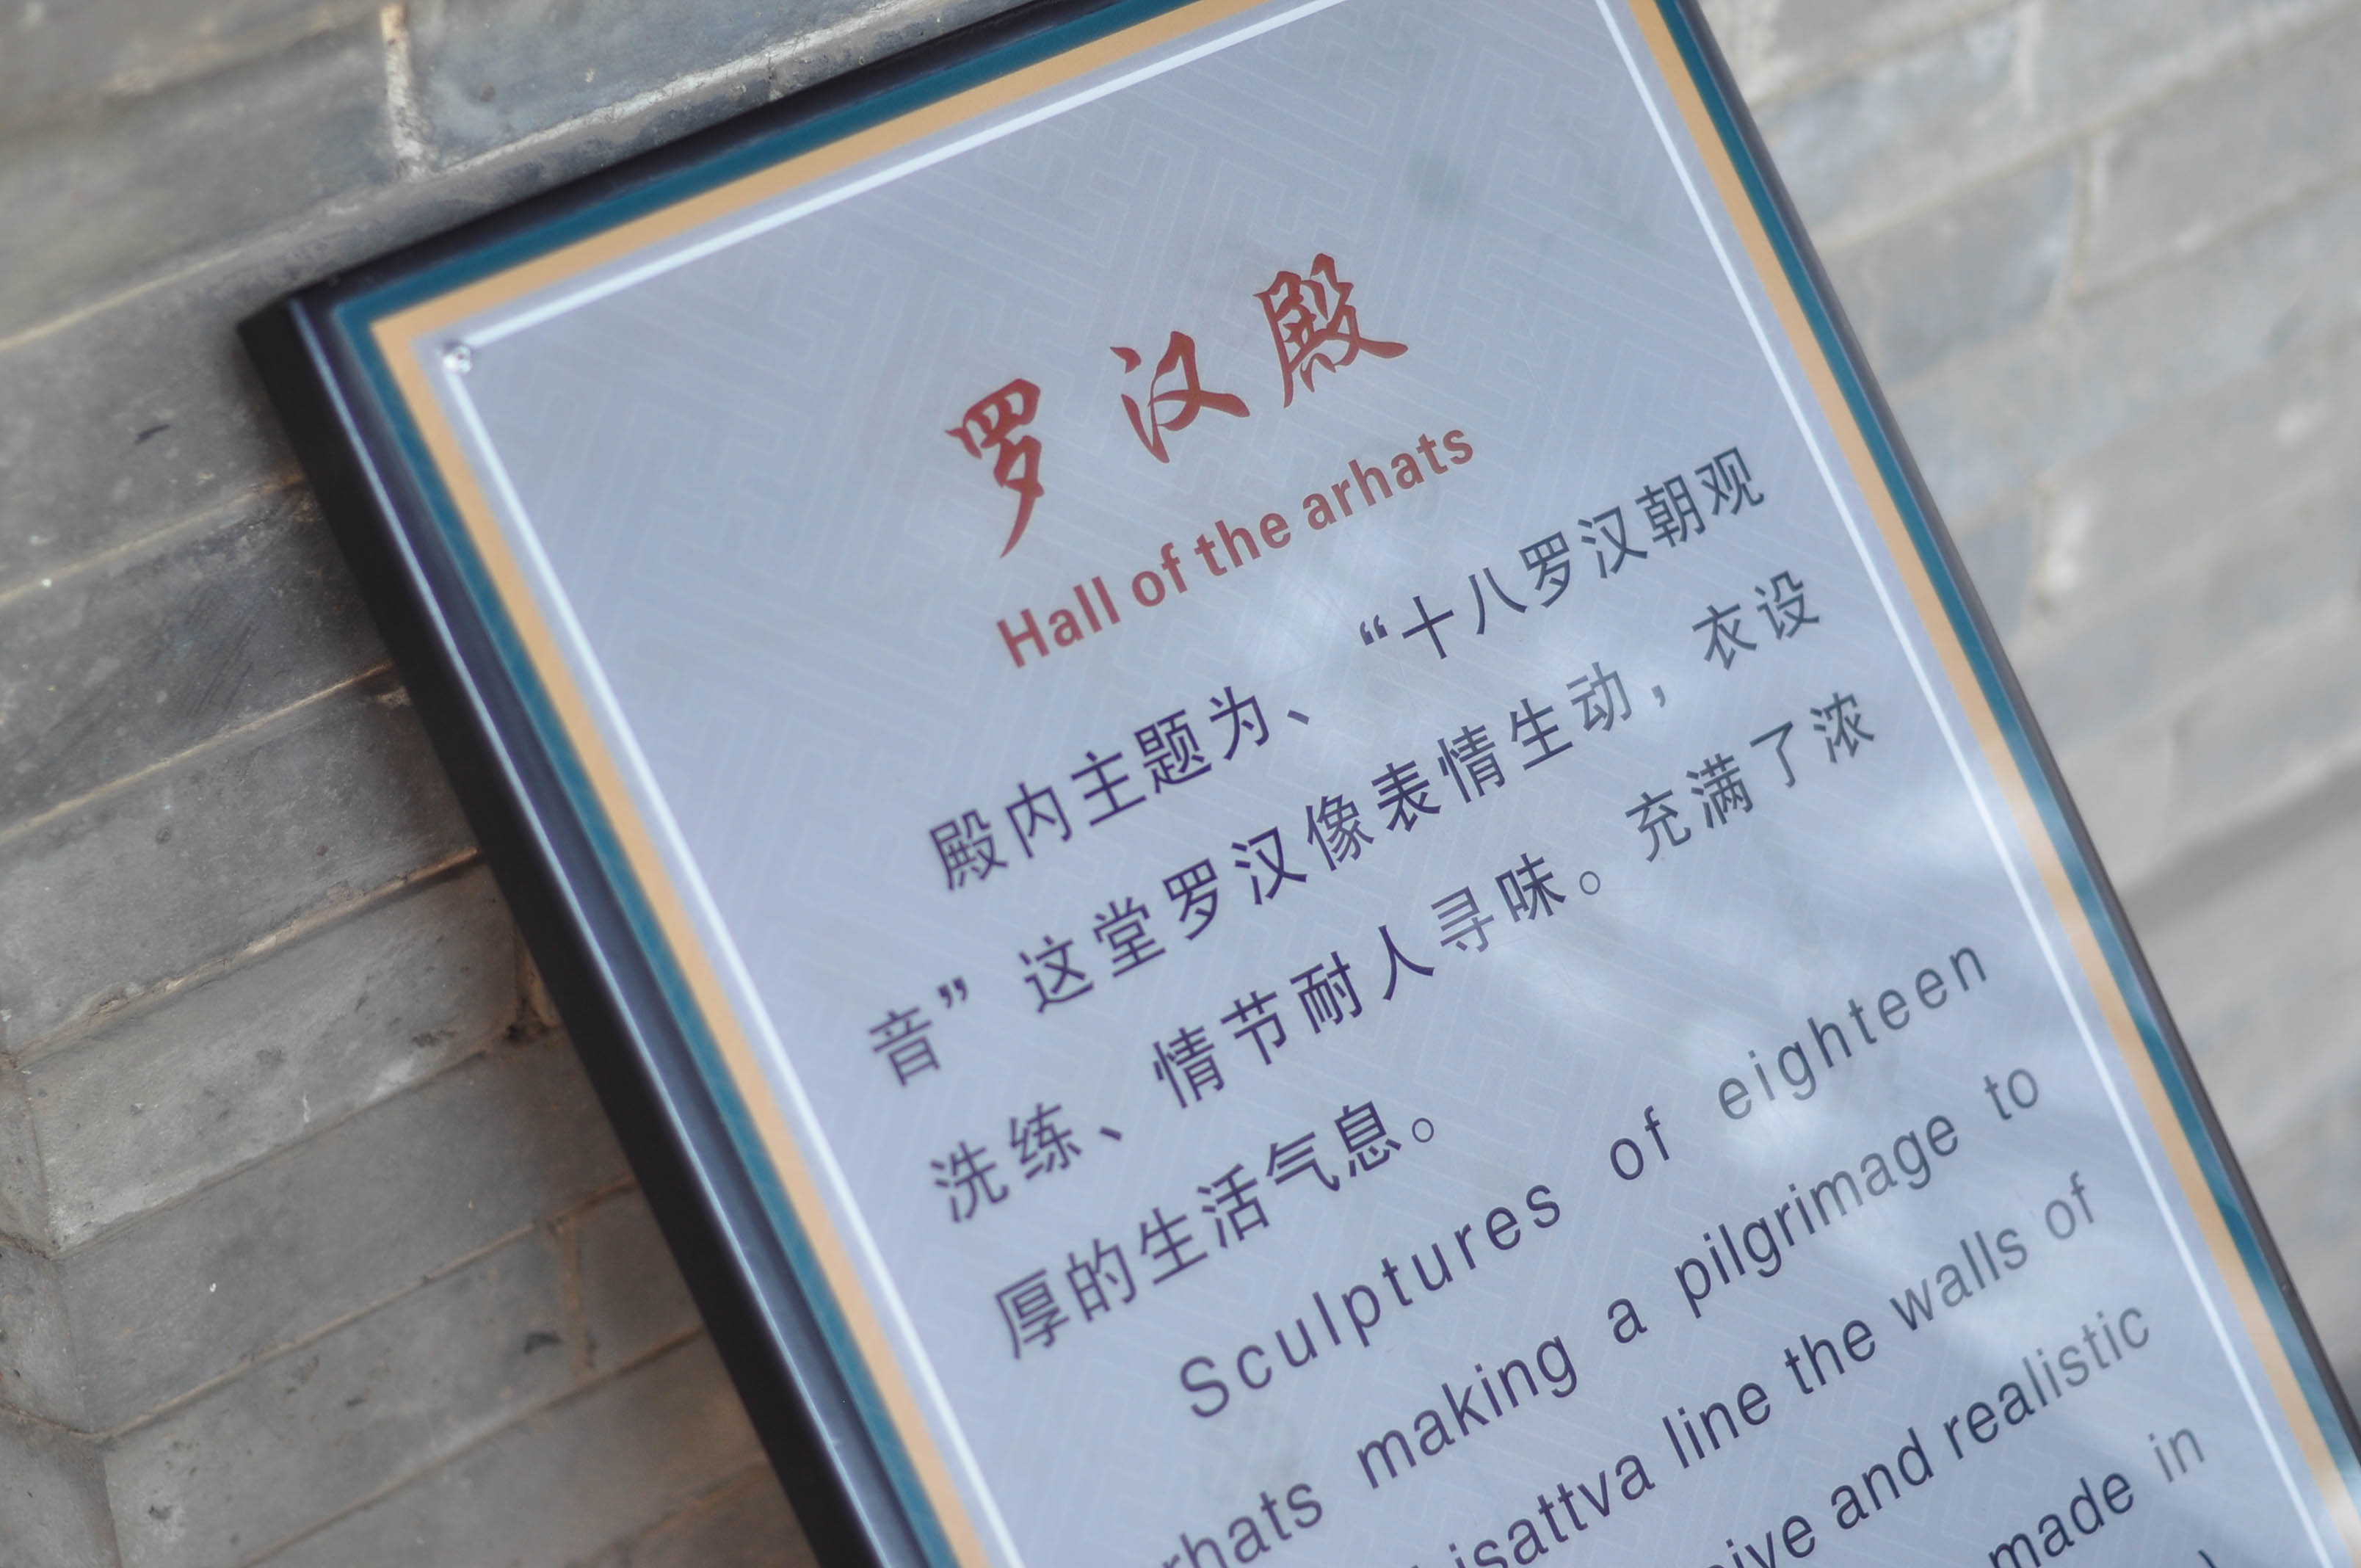 罗汉殿
Hall of the arhats
殿内主题为、“十八罗汉朝观
音”这堂罗汉像表情生动，衣设
洗练、情节耐人寻味。充满了浓
厚的生活气息。
Sculptures of eighteen
making a pilgrimage to
line the walls of
and realistic
made in